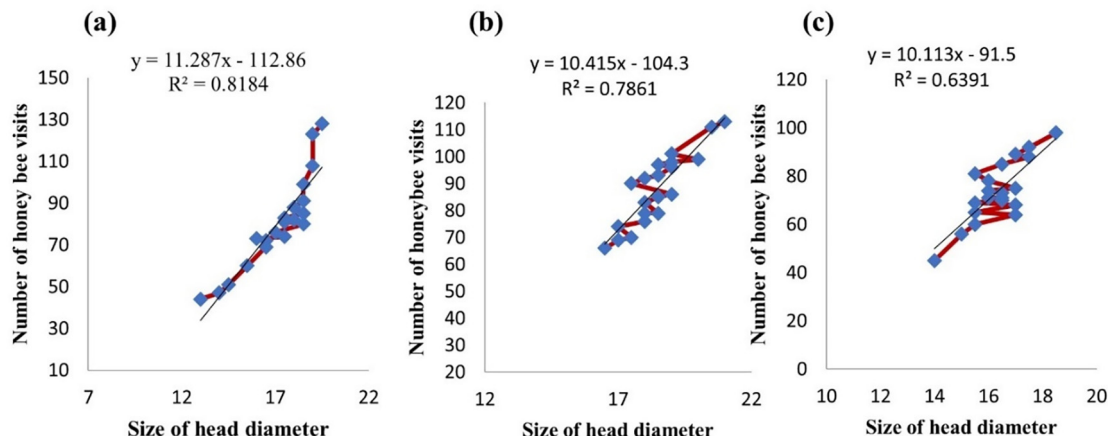 (a)
y = 11.287x - 112.86
R² = 0.8184
Number of honey bee visits
150
130
110
90
70
50
30
10
7
12
17
22
Size of head diameter
(b)
y = 10.415x - 104.3
R² = 0.7861
Number of honeybee visits
120
110
100
90
80
70
60
50
40
30
20
12
17
22
Size of head diameter
(c)
y = 10.113x - 91.5
R² = 0.6391
Number of honey bee visits
120
100
80
60
40
20
0
10
12
14
16
18
20
Size of head diameter